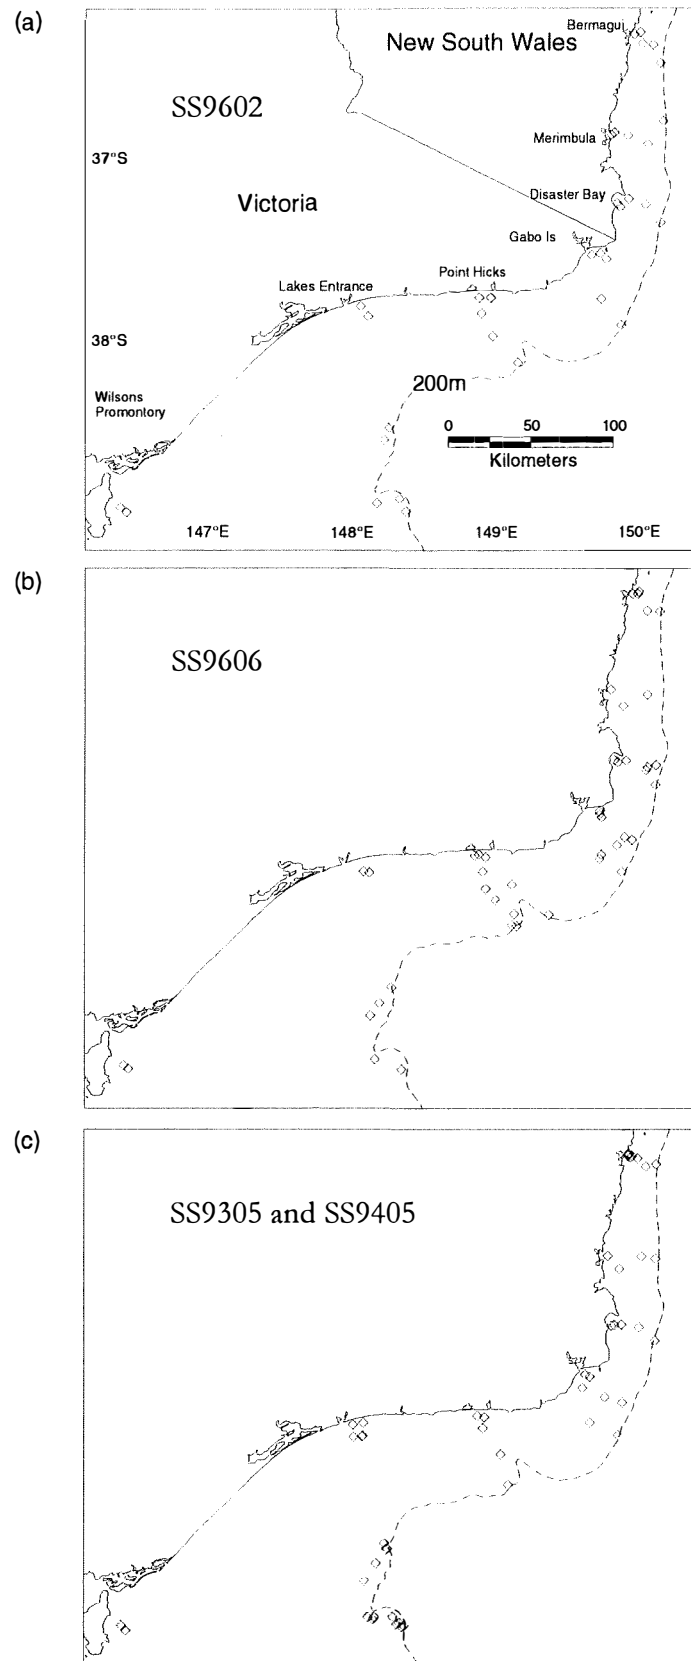 (a)
Bermagui
New South Wales
SS9602
Merimbula
37°S
Disaster Bay
Victoria
Gabo Is
Point Hicks
Lakes Entrance
38°S
200m
Wilsons
Promontory
0 50 100
Kilometers
147°E 148°E 149°E 150°E
(b)
SS9606
(c)
SS9305 and SS9405